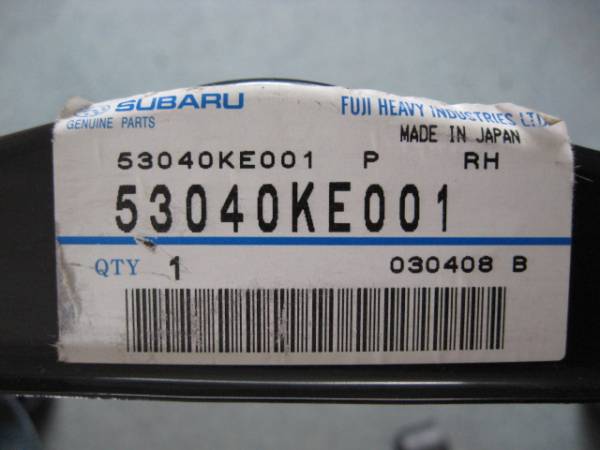 SUBARU FUJI HEAVY INDUSTRIES LTD
GENUINE PARTS MADE IN JAPAN
53040KE001 P RH
53040KE001
QTY 1 030408 B